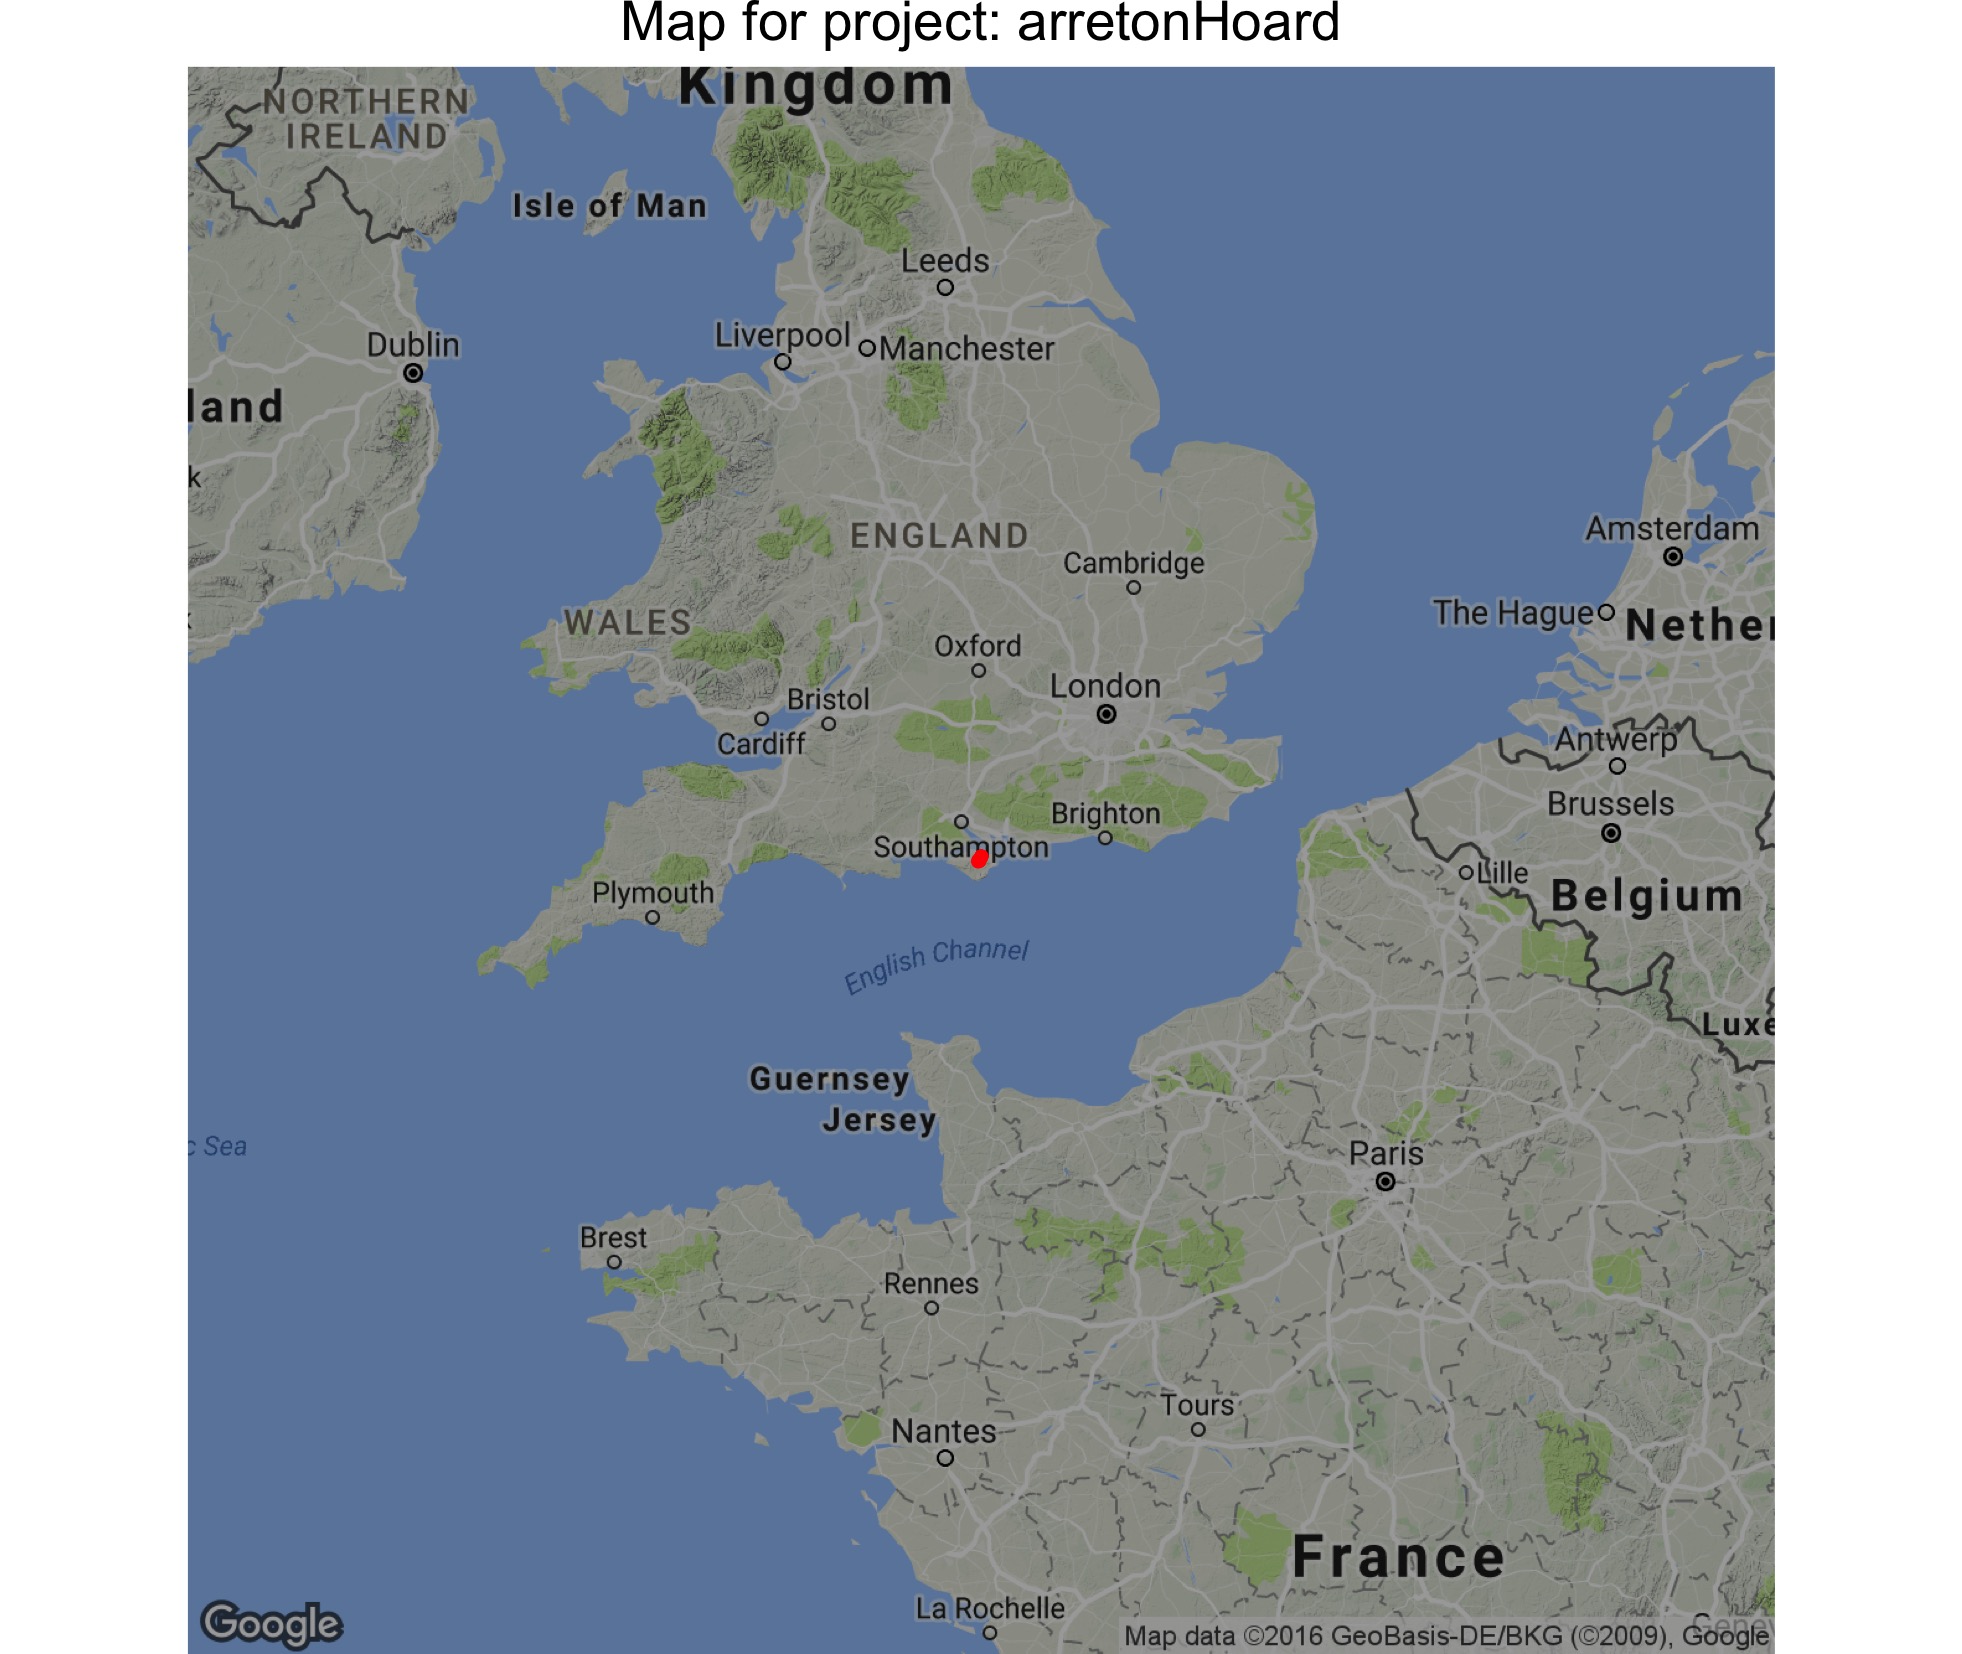 Map for project: arretonHoard
Kingdom
NORTHERN
IRELAND
Isle of Man
Leeds
Liverpool
Manchester
Dublin
land
k
ENGLAND
Amsterdam
Cambridge
The Hague
Nether
WALES
Oxford
London
Bristol
Cardiff
Antwerp
Brussels
Brighton
Southampton
Lille
Plymouth
Belgium
English Channel
Luxe
Guernsey
Jersey
c Sea
Paris
Brest
Rennes
Tours
Nantes
France
La Rochelle
Google
Map data ©2016 GeoBasis-DE/BKG (©2009), Google